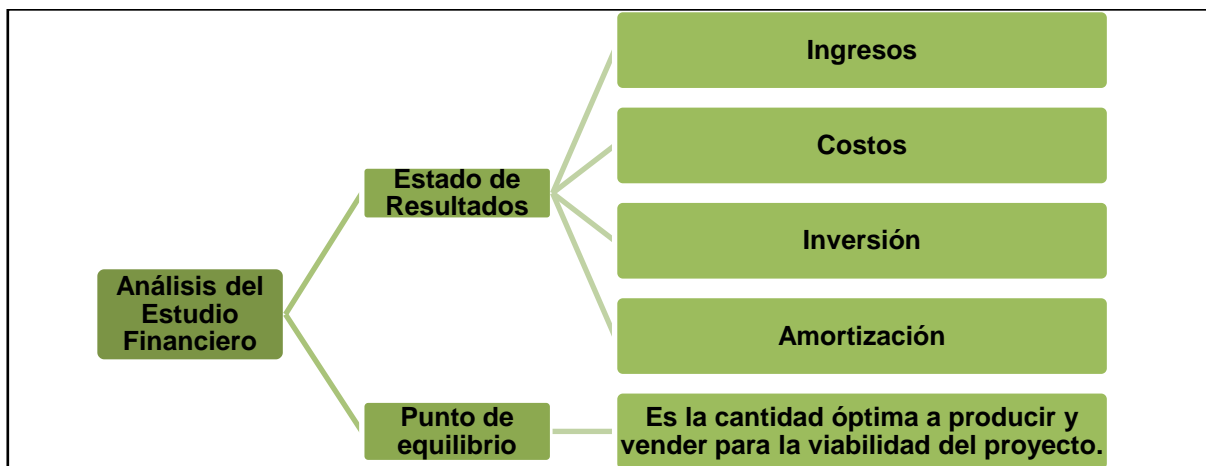 Análisis del
Estudio
Financiero
Estado de
Resultados
Ingresos
Costos
Inversión
Amortización
Punto de
equilibrio
Es la cantidad óptima a producir y
vender para la viabilidad del proyecto.